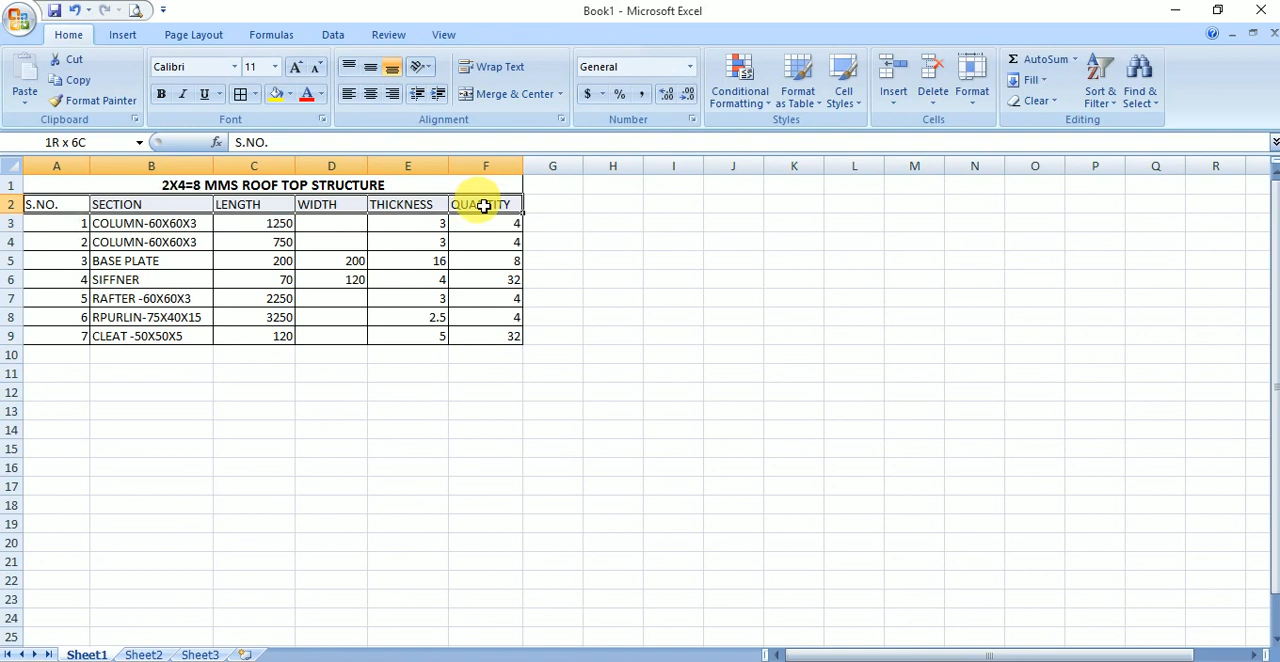 Book1 - Microsoft Excel
Home Insert Page Layout Formulas Data Review View
Cut
Copy
Format Painter
Paste
Clipboard
Calibri 11
B I U
Font
Wrap Text
Merge & Center
Alignment
General
$ % ,
Number
Conditional Formatting
Format as Table
Cell Styles
Styles
Insert Delete Format
Cells
AutoSum
Fill
Clear
Sort & Filter
Find & Select
Editing
1R x 6C fx S.NO.
A B C D E F G H I J K L M N O P Q R
1 2X4=8 MMS ROOF TOP STRUCTURE
2 S.NO. SECTION LENGTH WIDTH THICKNESS QUANTITY
3 1 COLUMN-60X60X3 1250 3 4
4 2 COLUMN-60X60X3 750 3 4
5 3 BASE PLATE 200 200 16 8
6 4 SIFFNER 70 120 4 32
7 5 RAFTER -60X60X3 2250 3 4
8 6 RPURLIN-75X40X15 3250 2.5 4
9 7 CLEAT -50X50X5 120 5 32
10
11
12
13
14
15
16
17
18
19
20
21
22
23
24
25
Sheet1 Sheet2 Sheet3